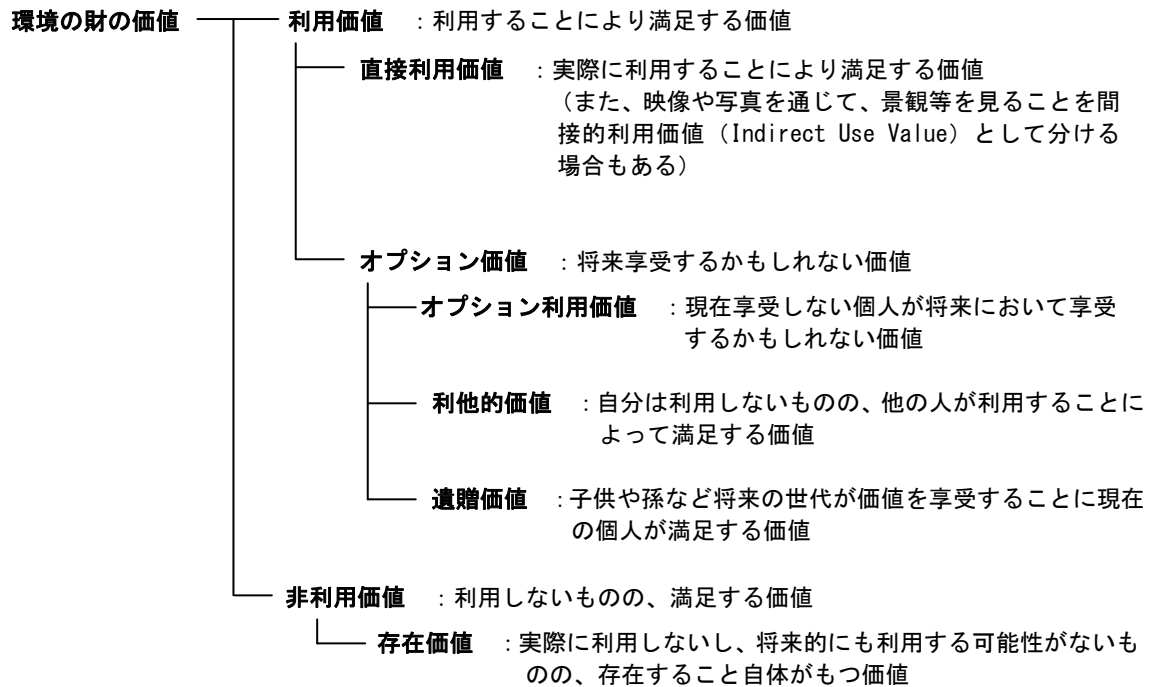 環境の財の価値 利用価値 ：利用することにより満足する価値
直接利用価値 ：実際に利用することにより満足する価値
（また、映像や写真を通じて、景観等を見ることを間
接的利用価値（Indirect Use Value）として分ける
場合もある）
オプション価値 ：将来享受するかもしれない価値
オプション利用価値 ：現在享受しない個人が将来において享受
するかもしれない価値
利他的価値 ：自分は利用しないものの、他の人が利用することに
よって満足する価値
遺贈価値 ：子供や孫など将来の世代が価値を享受することに現在
の個人が満足する価値
非利用価値 ：利用しないものの、満足する価値
存在価値 ：実際に利用しないし、将来的にも利用する可能性がないも
のの、存在すること自体がもつ価値